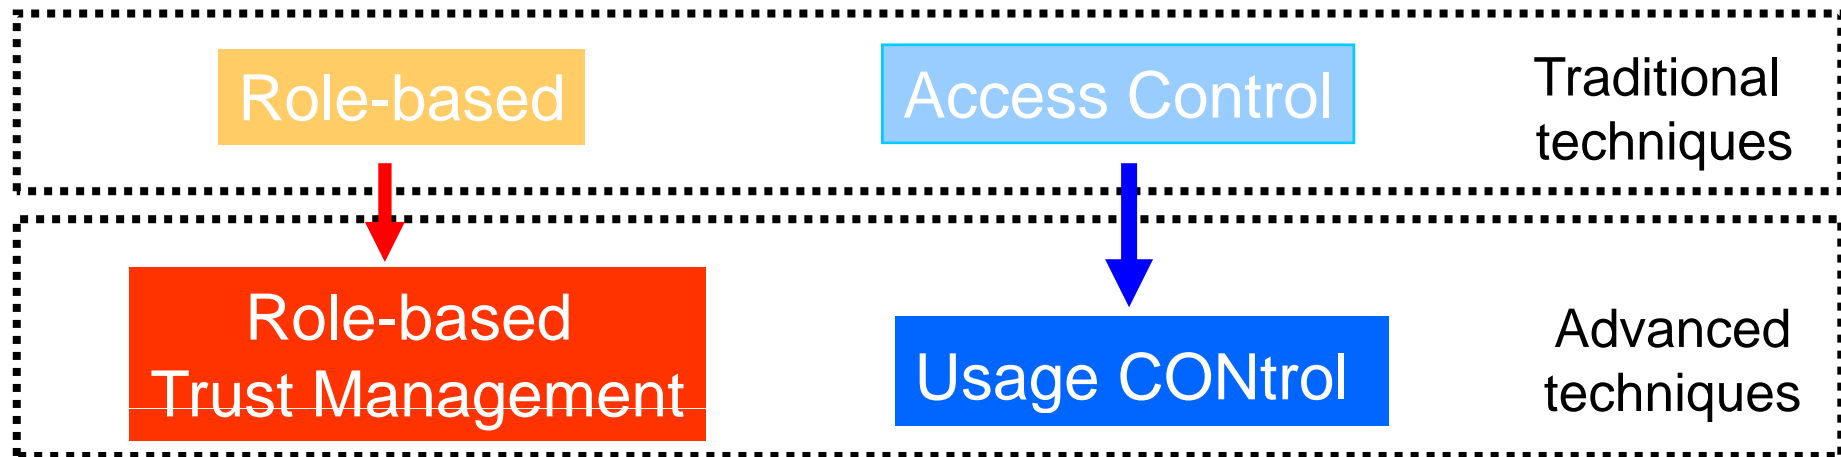 Role-based
Access Control
Traditional
techniques
Role-based
Trust Management
Usage CONtrol
Advanced
techniques